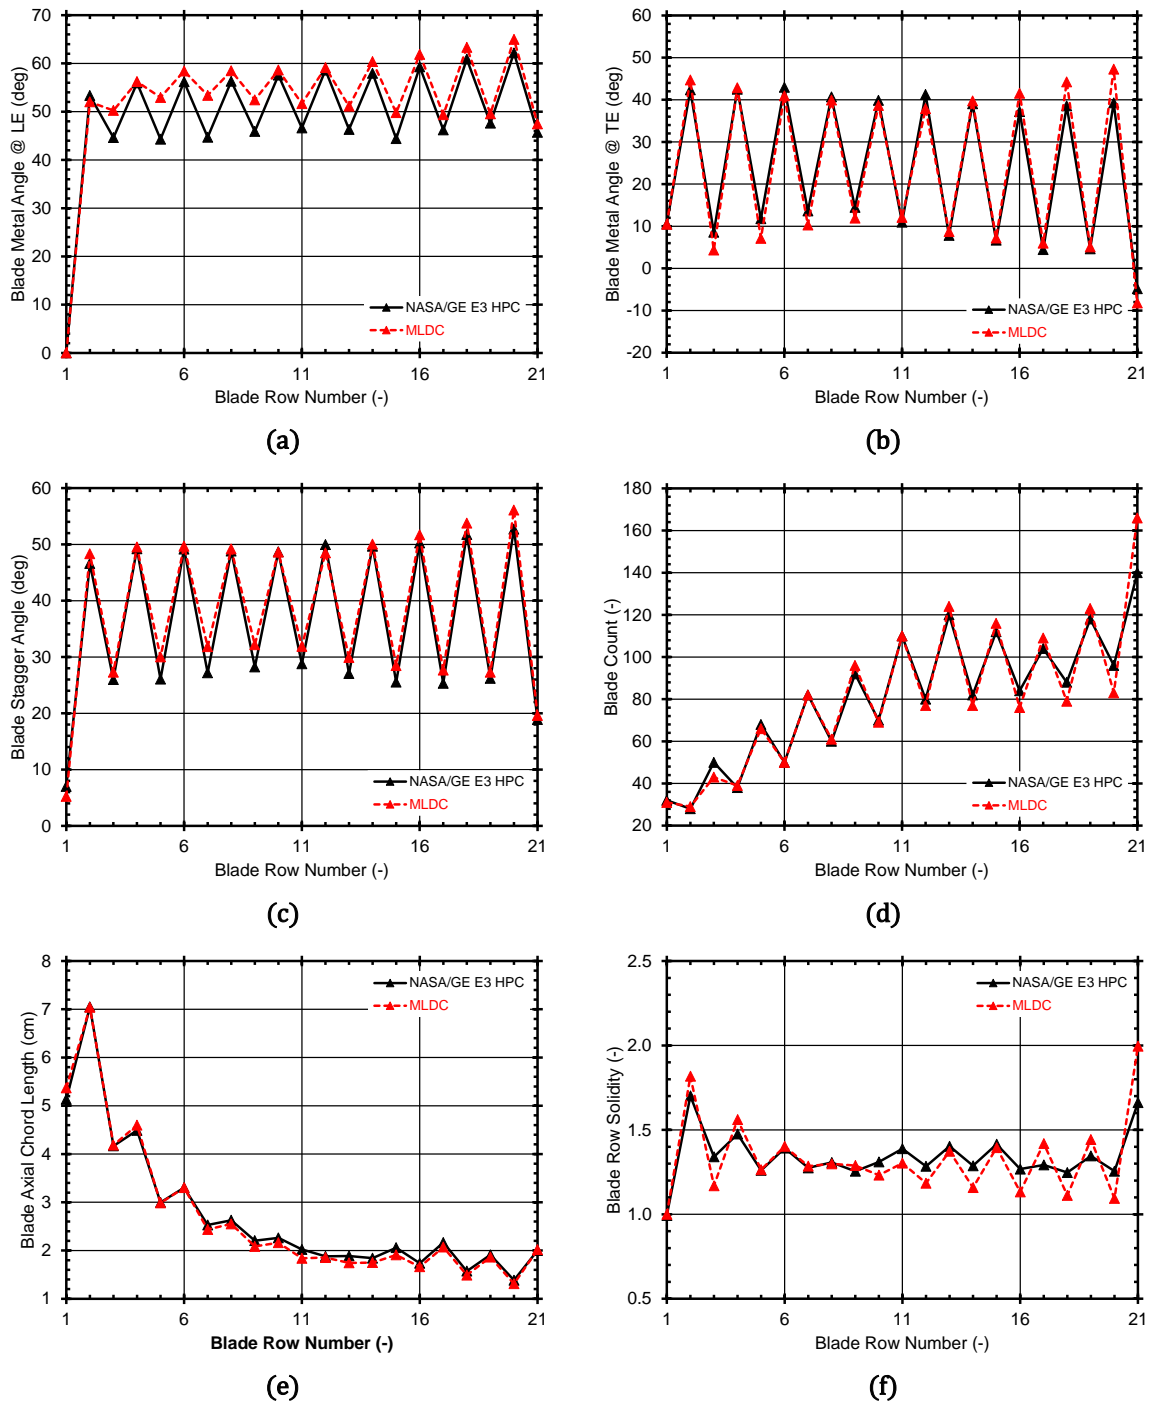 70
60
50
40
30
20
10
0
Blade Metal Angle @ LE (deg)
NASA/GE E3 HPC
MLDC
1 6 11 16 21
Blade Row Number (-)
(a)
60
50
40
30
20
10
0
-10
-20
Blade Metal Angle @ TE (deg)
NASA/GE E3 HPC
MLDC
1 6 11 16 21
Blade Row Number (-)
(b)
60
50
40
30
20
10
0
Blade Stagger Angle (deg)
NASA/GE E3 HPC
MLDC
1 6 11 16 21
Blade Row Number (-)
(c)
180
160
140
120
100
80
60
40
20
Blade Count (-)
NASA/GE E3 HPC
MLDC
1 6 11 16 21
Blade Row Number (-)
(d)
8
7
6
5
4
3
2
1
Blade Axial Chord Length (cm)
NASA/GE E3 HPC
MLDC
1 6 11 16 21
Blade Row Number (-)
(e)
2.5
2.0
1.5
1.0
0.5
Blade Row Solidity (-)
NASA/GE E3 HPC
MLDC
1 6 11 16 21
Blade Row Number (-)
(f)